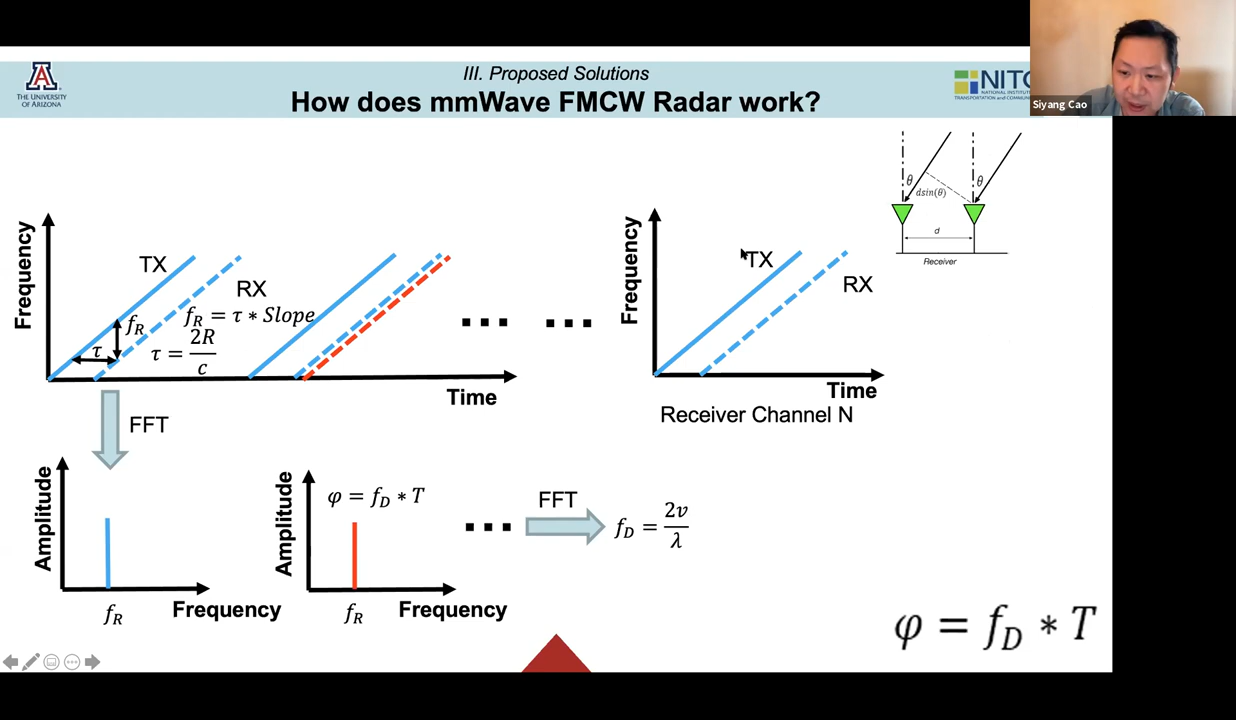 III. Proposed Solutions
How does mmWave FMCW Radar work?
THE UNIVERSITY
OF ARIZONA
NITC
Siyang Cao
Frequency
TX
RX
f_R
f_R = τ * Slope
τ
τ = 2R/c
Time
Frequency
TX
RX
Time
Receiver Channel N
θ
θ
dsin(θ)
d
Receiver
FFT
Amplitude
f_R
Frequency
Amplitude
φ = f_D * T
f_R
Frequency
FFT
f_D = 2v/λ
φ = f_D * T